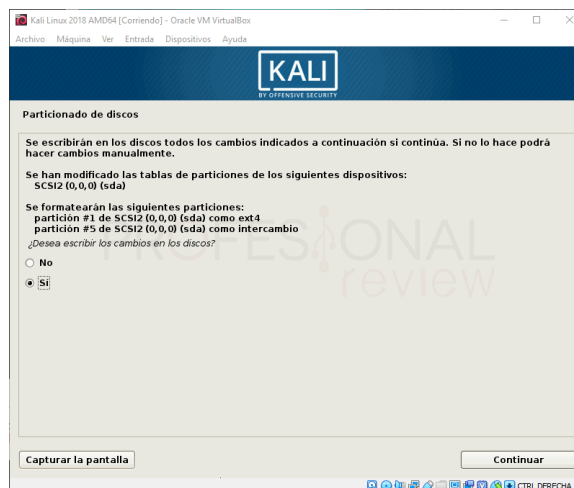 Kali Linux 2018 AMD64 [Corriendo] - Oracle VM VirtualBox
Archivo Máquina Ver Entrada Dispositivos Ayuda
KALI
BY OFFENSIVE SECURITY
Particionado de discos
Se escribirán en los discos todos los cambios indicados a continuación si continúa. Si no lo hace podrá
hacer cambios manualmente.
Se han modificado las tablas de particiones de los siguientes dispositivos:
SCSI2 (0,0,0) (sda)
Se formatearán las siguientes particiones:
partición #1 de SCSI2 (0,0,0) (sda) como ext4
partición #5 de SCSI2 (0,0,0) (sda) como intercambio
¿Desea escribir los cambios en los discos?
No
Sí
PROFESIONAL
review
Capturar la pantalla
Continuar
CTRL DERECHA